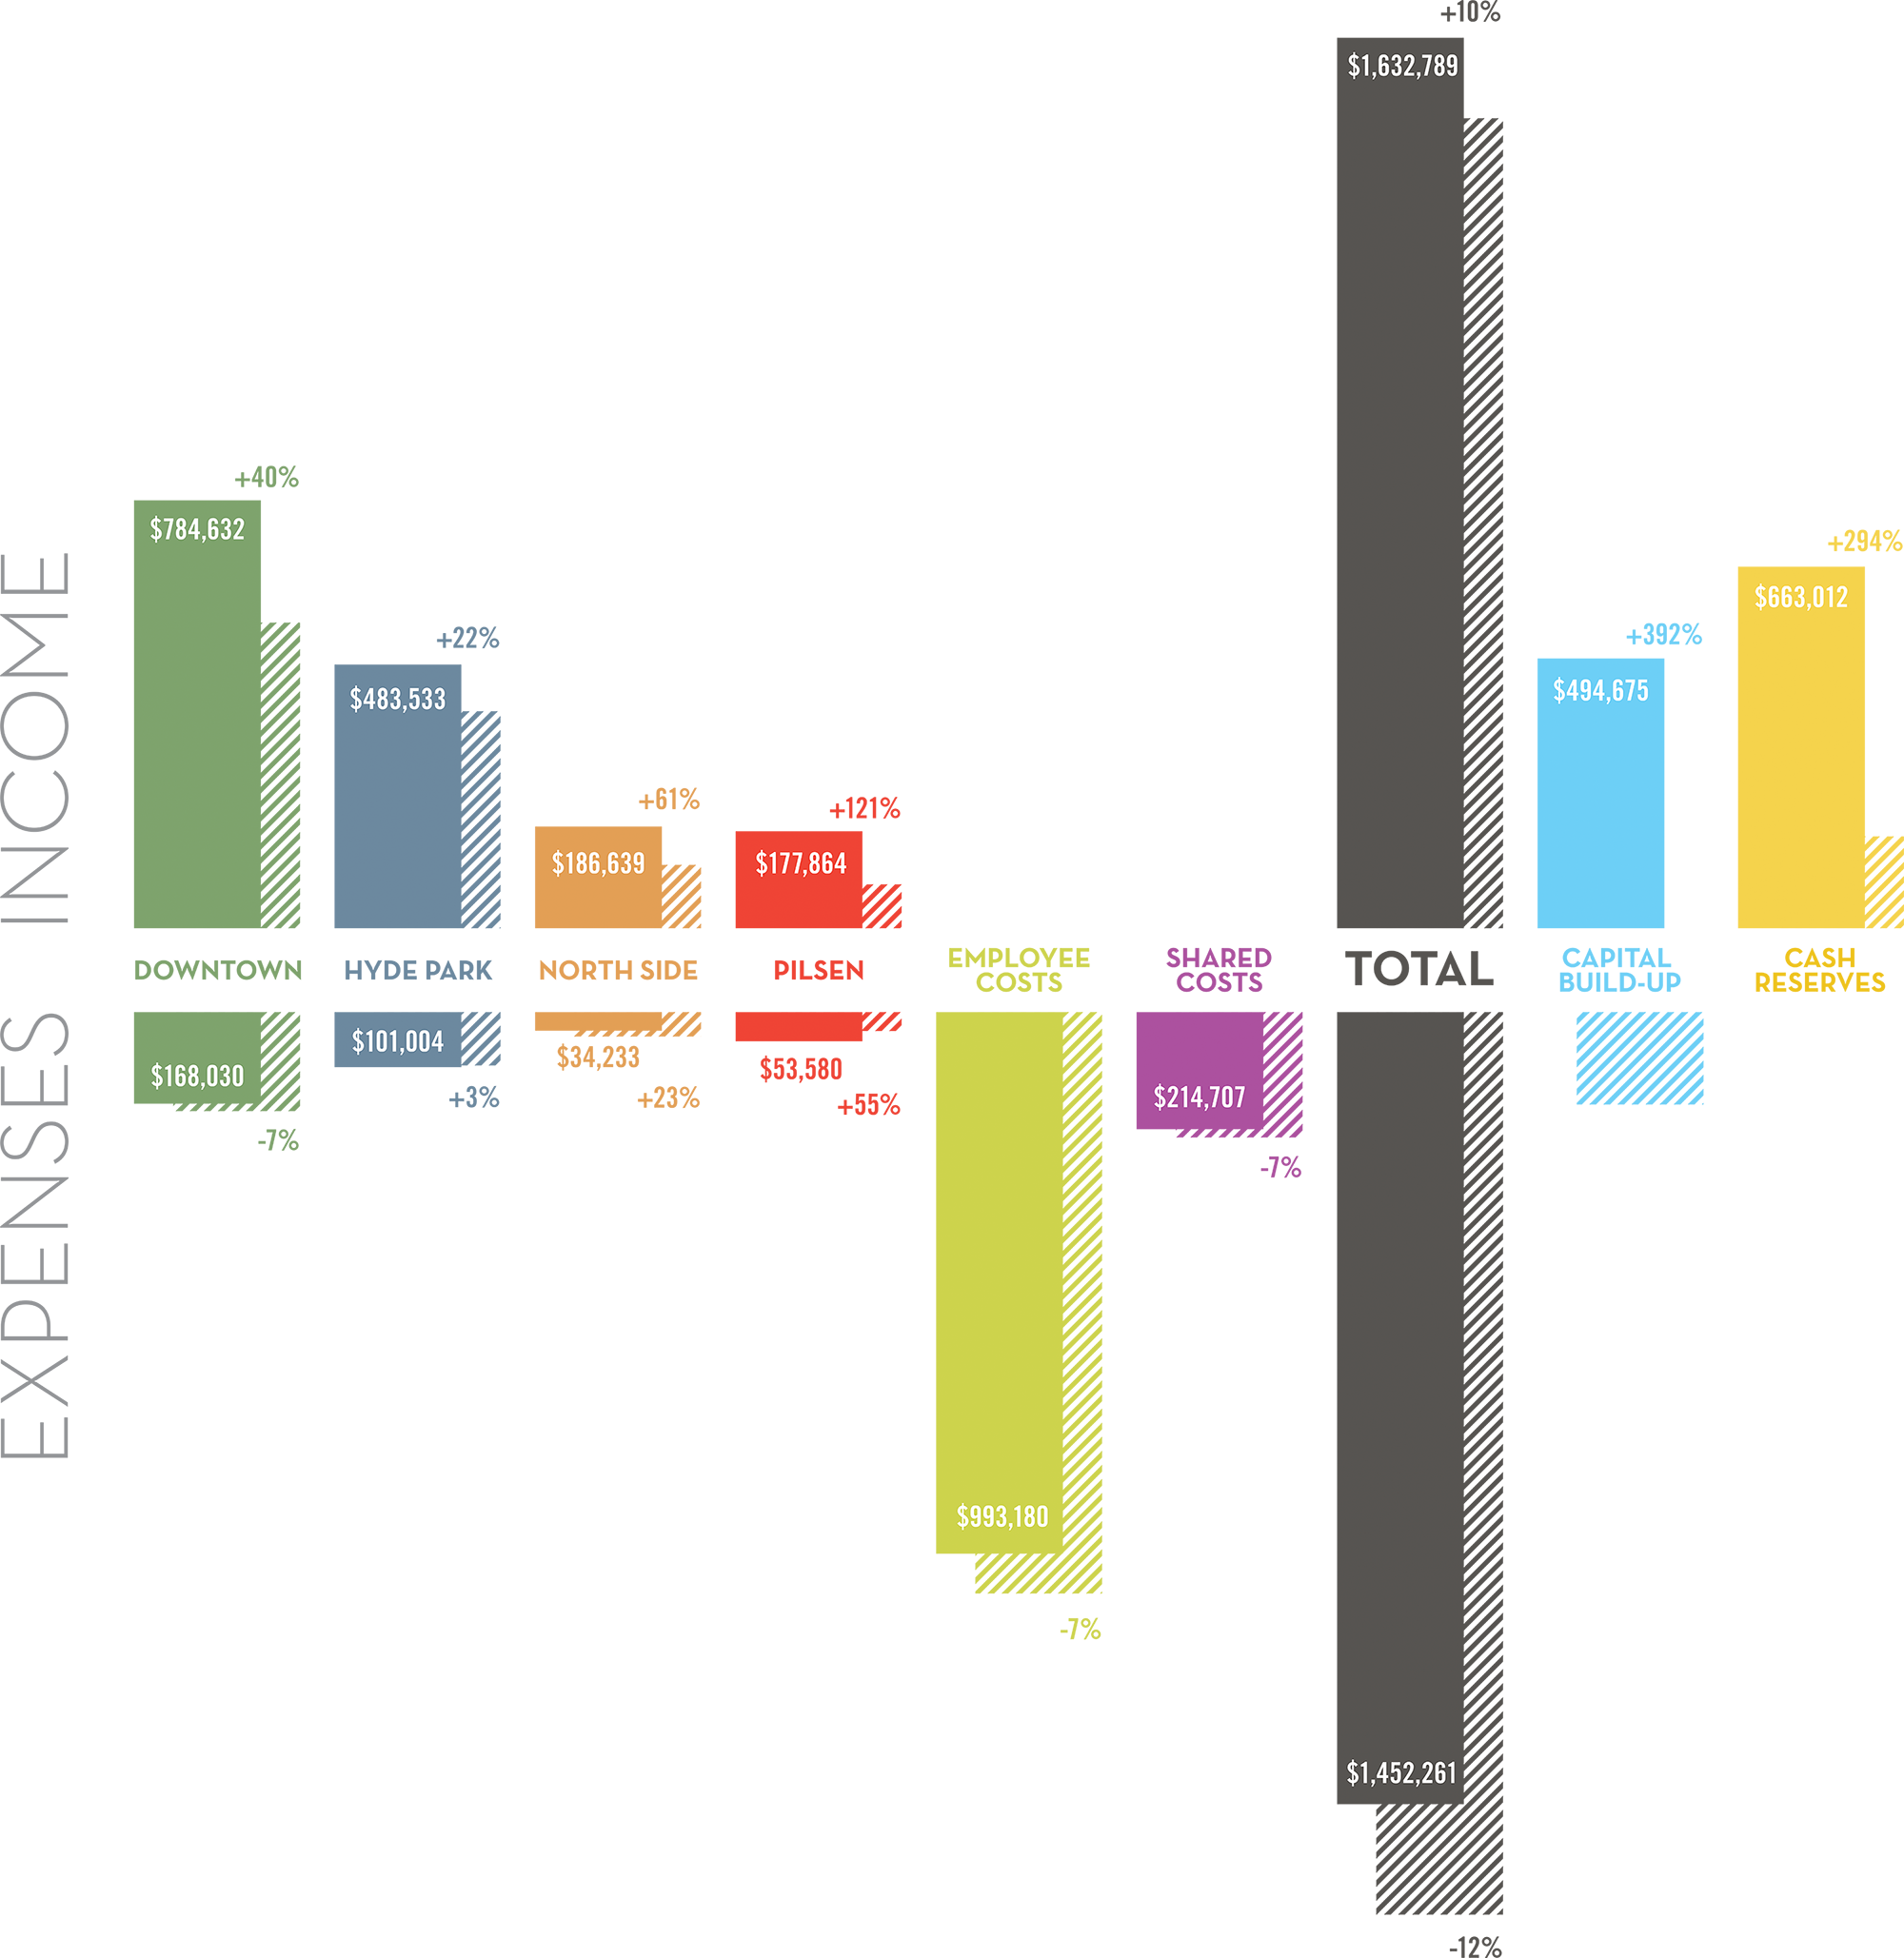 INCOME
EXPENSES
+40%
$784,632
DOWNTOWN
$168,030
-7%
+22%
$483,533
HYDE PARK
$101,004
+3%
+61%
$186,639
NORTH SIDE
$34,233
+23%
+121%
$177,864
PILSEN
$53,580
+55%
EMPLOYEE
COSTS
$993,180
-7%
SHARED
COSTS
$214,707
-7%
+10%
$1,632,789
TOTAL
$1,452,261
-12%
+392%
$494,675
CAPITAL
BUILD-UP
+294%
$663,012
CASH
RESERVES